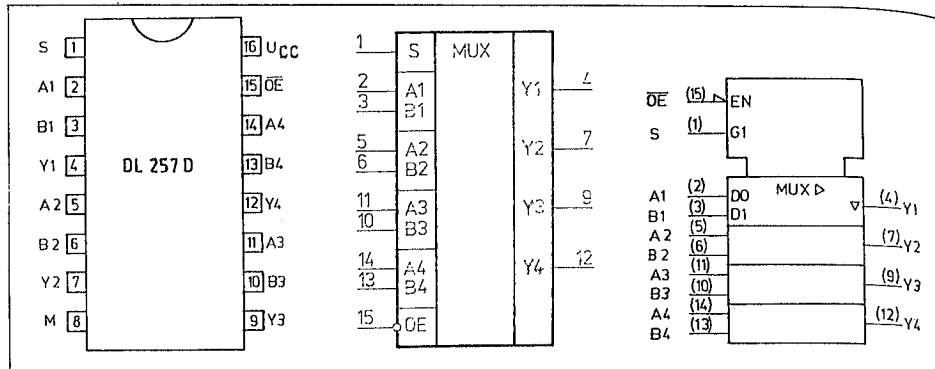 S 1 16 UCC
A1 2 15 OE
B1 3 14 A4
Y1 4 DL 257 D 13 B4
A2 5 12 Y4
B2 6 11 A3
Y2 7 10 B3
M 8 9 Y3
1 S MUX
2 A1 Y1 4
3 B1
5 A2 Y2 7
6 B2
11 A3 Y3 9
10 B3
14 A4 Y4 12
13 B4
15 OE
OE (15) EN
S (1) G1
MUX ▷
A1 (2) D0 ▽ (4) Y1
B1 (3) D1
A2 (5) (7) Y2
B2 (6)
A3 (11) (9) Y3
B3 (10)
A4 (14) (12) Y4
B4 (13)